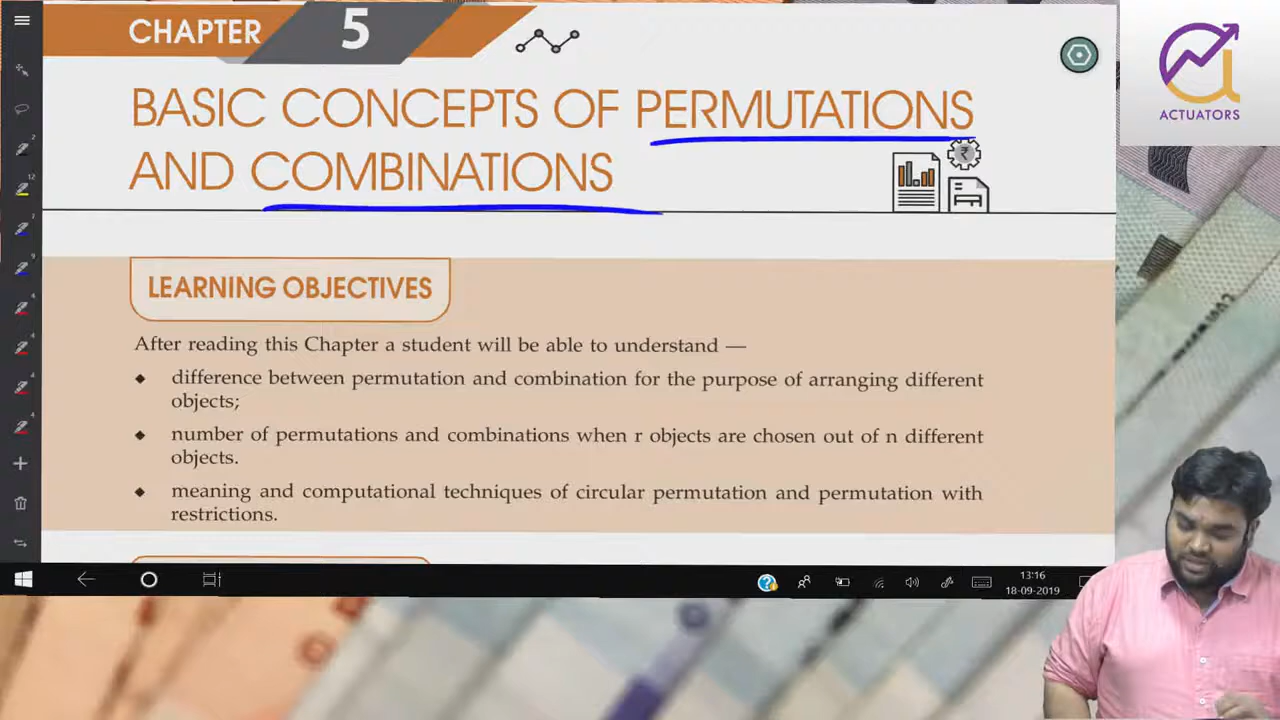 CHAPTER 5
BASIC CONCEPTS OF PERMUTATIONS
AND COMBINATIONS
ACTUATORS
LEARNING OBJECTIVES
After reading this Chapter a student will be able to understand —
difference between permutation and combination for the purpose of arranging different
objects;
number of permutations and combinations when r objects are chosen out of n different
objects.
meaning and computational techniques of circular permutation and permutation with
restrictions.
13:16
18-09-2019